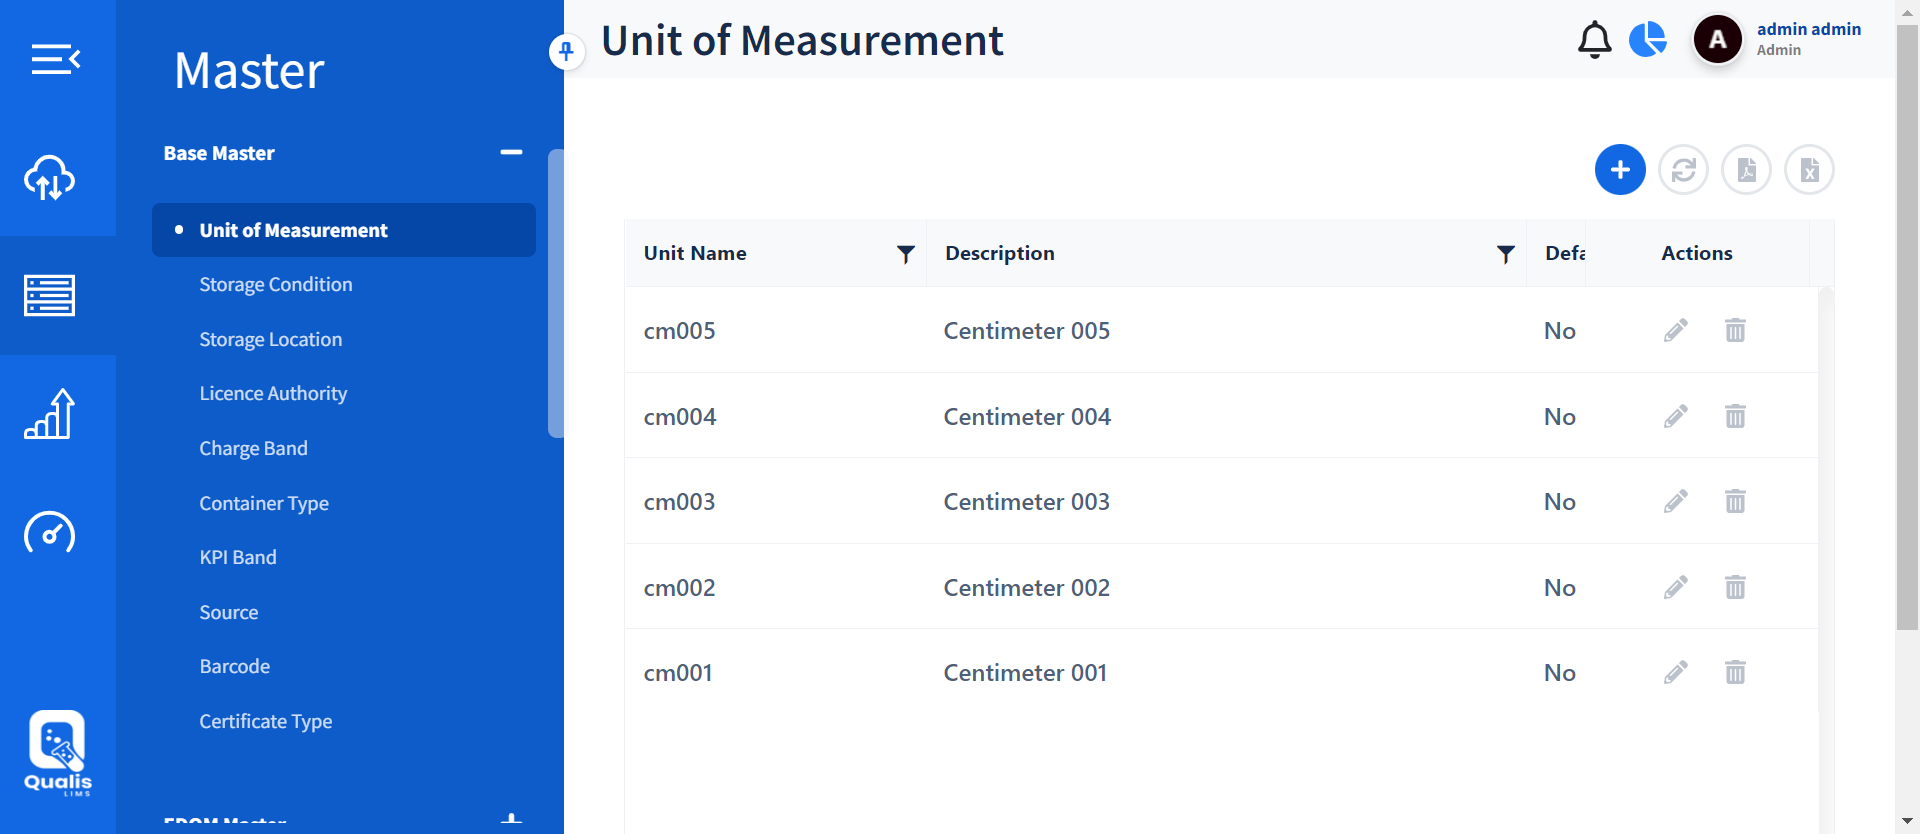 Master
Base Master
Unit of Measurement
Storage Condition
Storage Location
Licence Authority
Charge Band
Container Type
KPI Band
Source
Barcode
Certificate Type
Qualis
LIMS
Unit of Measurement
A
admin admin
Admin
Unit Name
Description
Defa
Actions
cm005
Centimeter 005
No
cm004
Centimeter 004
No
cm003
Centimeter 003
No
cm002
Centimeter 002
No
cm001
Centimeter 001
No